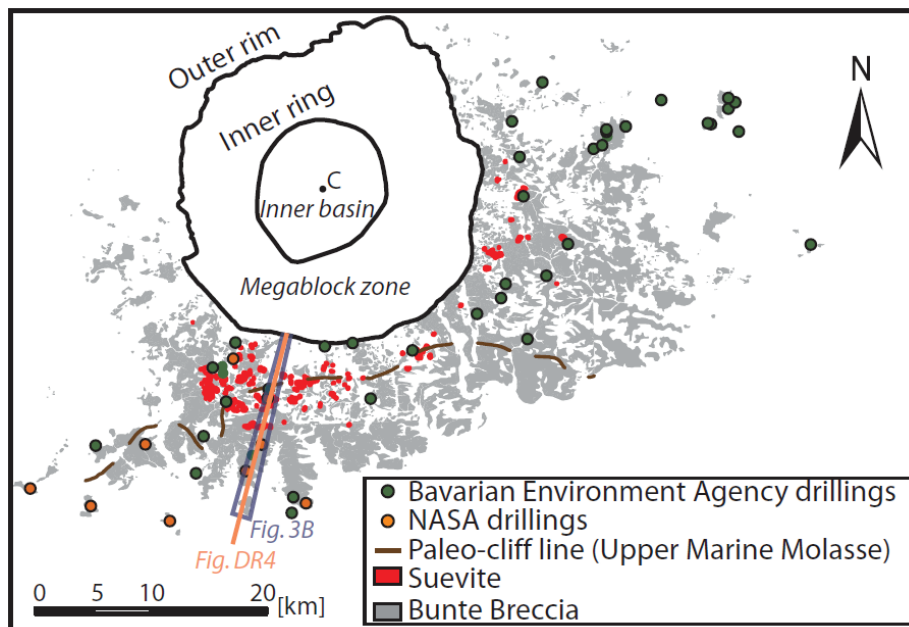 Outer rim
N
Inner ring
C
Inner basin
Megablock zone
Fig. 3B
Fig. DR4
0 5 10 20
[km]
Bavarian Environment Agency drillings
NASA drillings
Paleo-cliff line (Upper Marine Molasse)
Suevite
Bunte Breccia